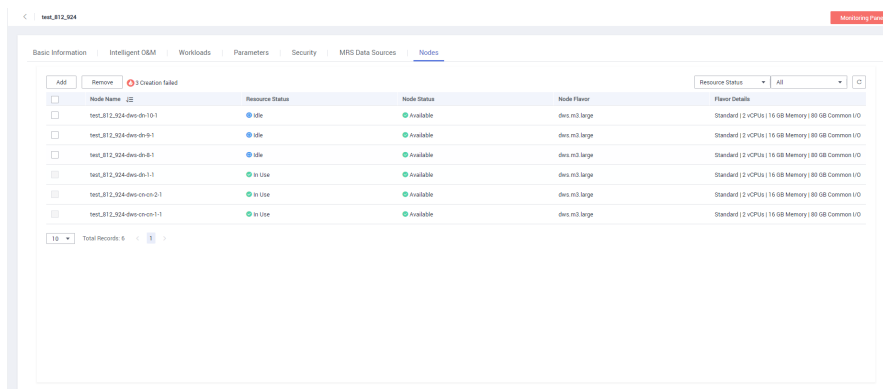 test_812_924
Monitoring Pane
Basic Information Intelligent O&M Workloads Parameters Security MRS Data Sources Nodes
Add Remove 3 Creation failed Resource Status All
Node Name Resource Status Node Status Node Flavor Flavor Details
test_812_924-dws-dn-10-1 Idle Available dws.m3.large Standard | 2 vCPUs | 16 GB Memory | 80 GB Common I/O
test_812_924-dws-dn-9-1 Idle Available dws.m3.large Standard | 2 vCPUs | 16 GB Memory | 80 GB Common I/O
test_812_924-dws-dn-8-1 Idle Available dws.m3.large Standard | 2 vCPUs | 16 GB Memory | 80 GB Common I/O
test_812_924-dws-dn-1-1 In Use Available dws.m3.large Standard | 2 vCPUs | 16 GB Memory | 80 GB Common I/O
test_812_924-dws-cn-cn-2-1 In Use Available dws.m3.large Standard | 2 vCPUs | 16 GB Memory | 80 GB Common I/O
test_812_924-dws-cn-cn-1-1 In Use Available dws.m3.large Standard | 2 vCPUs | 16 GB Memory | 80 GB Common I/O
10 Total Records: 6 < 1 >